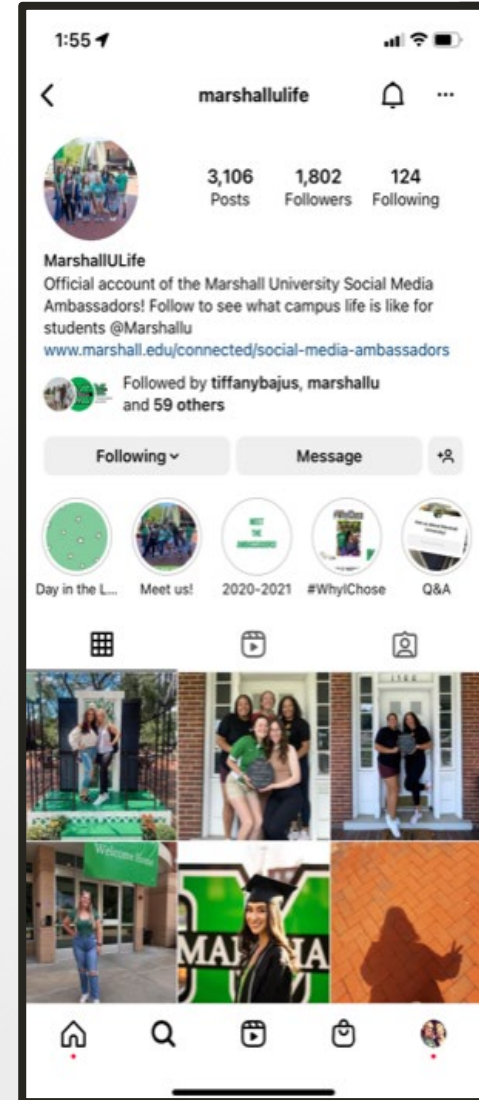 1:55
marshallulife
3,106
1,802
124
Posts
Followers
Following
MarshallULife
Official account of the Marshall University Social Media
Ambassadors! Follow to see what campus life is like for
students @Marshallu
www.marshall.edu/connected/social-media-ambassadors
Followed by tiffanybajus, marshallu
and 59 others
Following
Message
MEET
THE
AMBASSADORS
Day in the L...
Meet us!
2020-2021
#WhyIChose
Q&A
Welcome Home